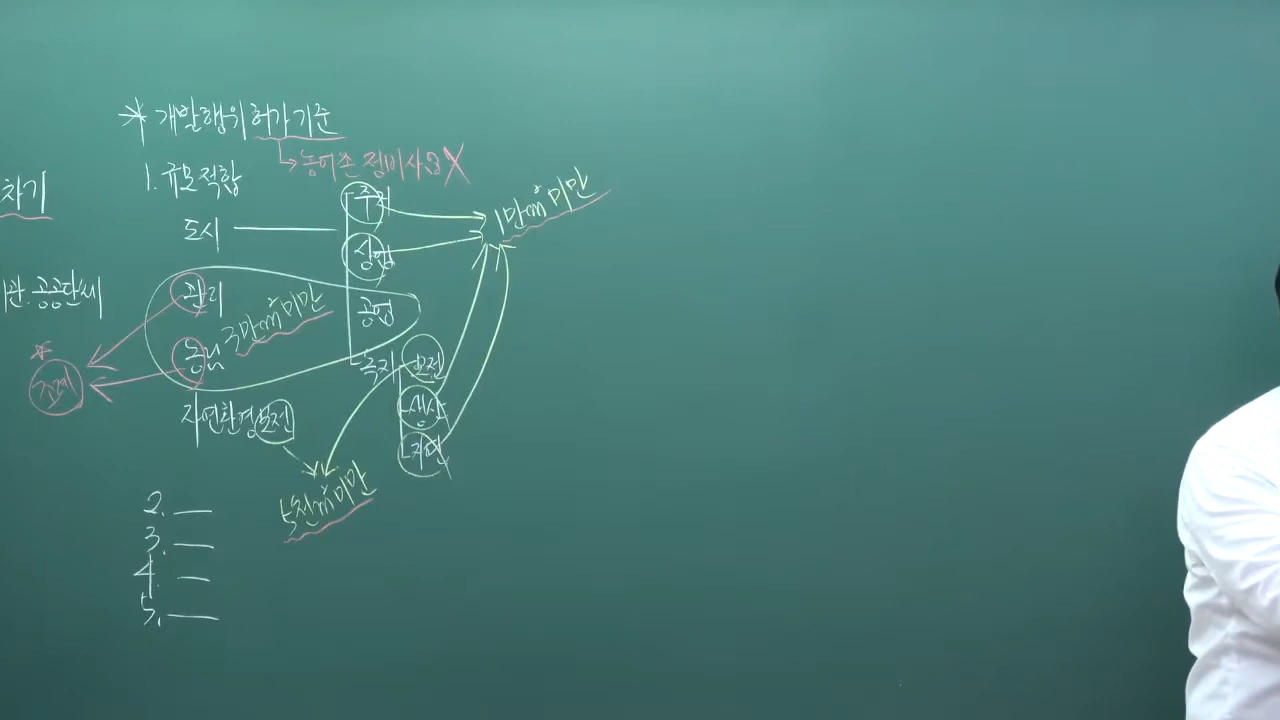 차기
관.공공단체
* 개발행위허가기준
→농어촌 정비사업X
1. 규모적합
도시
주거
상업
공업
녹지
보전
생산
자연
1만㎡미만
관리
농림
3만㎡미만
*
조례
자연환경보전
5천㎡미만
2.
3.
4.
5.